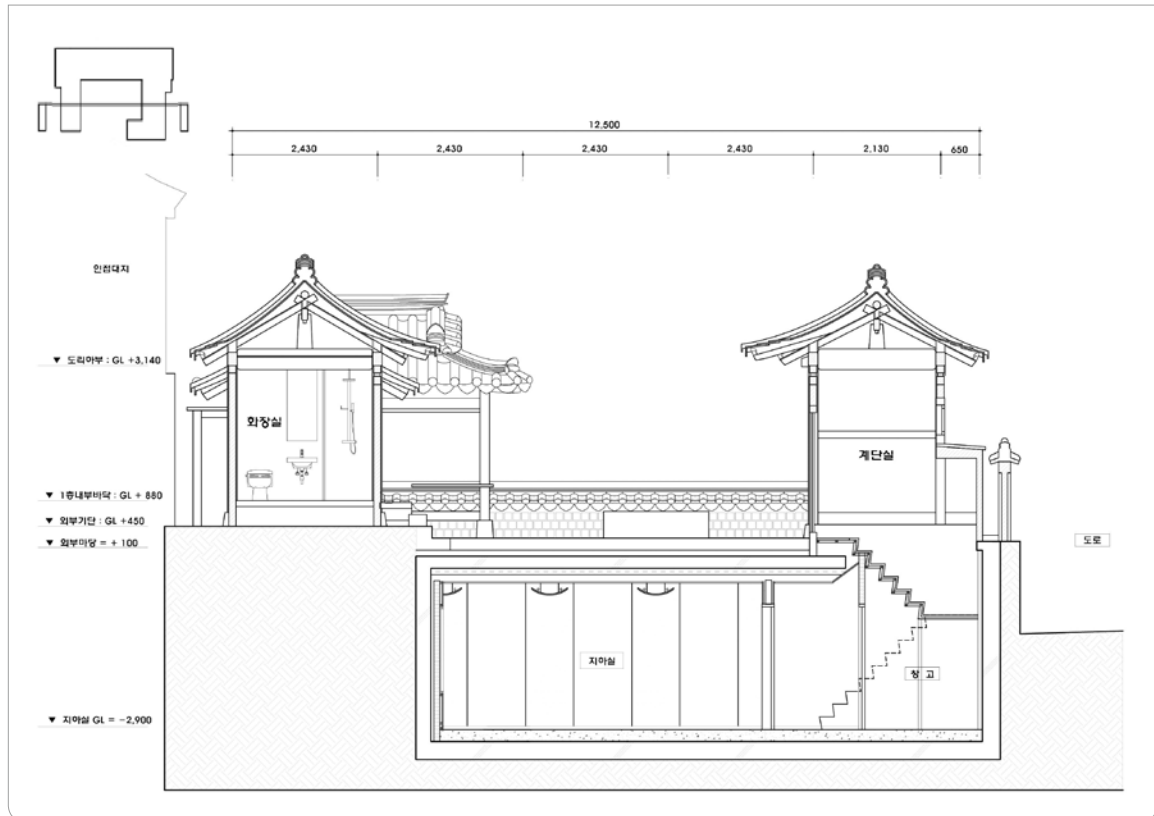 12,500
2,430 2,430 2,430 2,430 2,130 650
인접대지
▼ 도리하부 : GL +3,140
화장실
계단실
▼ 1층내부바닥 : GL + 880
▼ 외부기단 : GL +450
▼ 외부마당 = + 100
도로
지하실
창 고
▼ 지하실 GL = -2,900